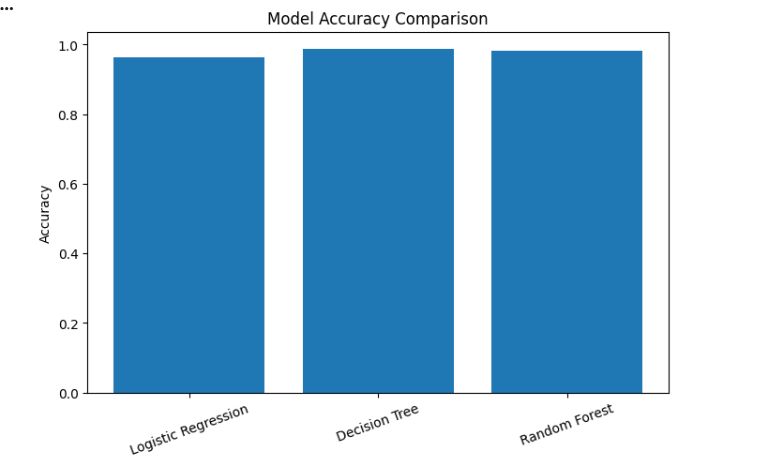 ...
Model Accuracy Comparison
Accuracy
1.0
0.8
0.6
0.4
0.2
0.0
Logistic Regression
Decision Tree
Random Forest